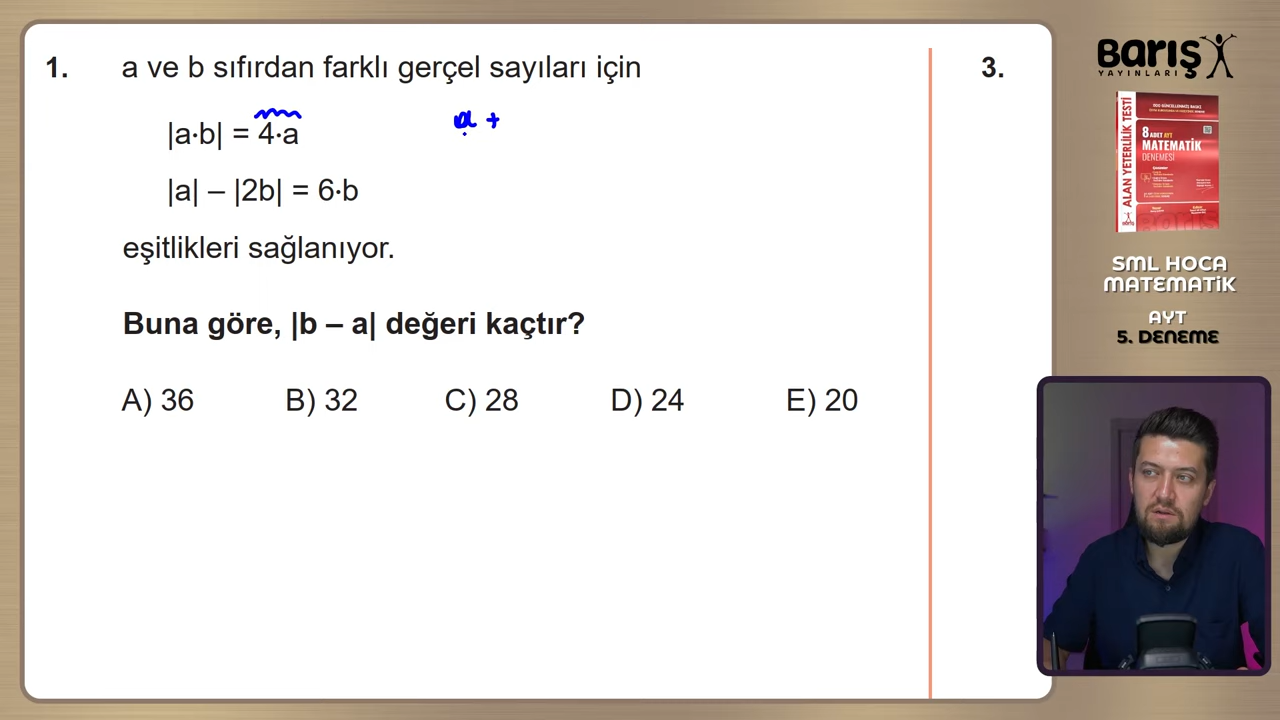 1. a ve b sıfırdan farklı gerçel sayıları için
|a·b| = 4·a
a +
|a| – |2b| = 6·b
eşitlikleri sağlanıyor.
Buna göre, |b – a| değeri kaçtır?
A) 36 B) 32 C) 28 D) 24 E) 20
3.
Barış
YAYINLARI
ALAN YETERLİLİK TESTİ
8 ADET AYT
MATEMATİK
DENEMESİ
SML HOCA
MATEMATİK
AYT
5. DENEME